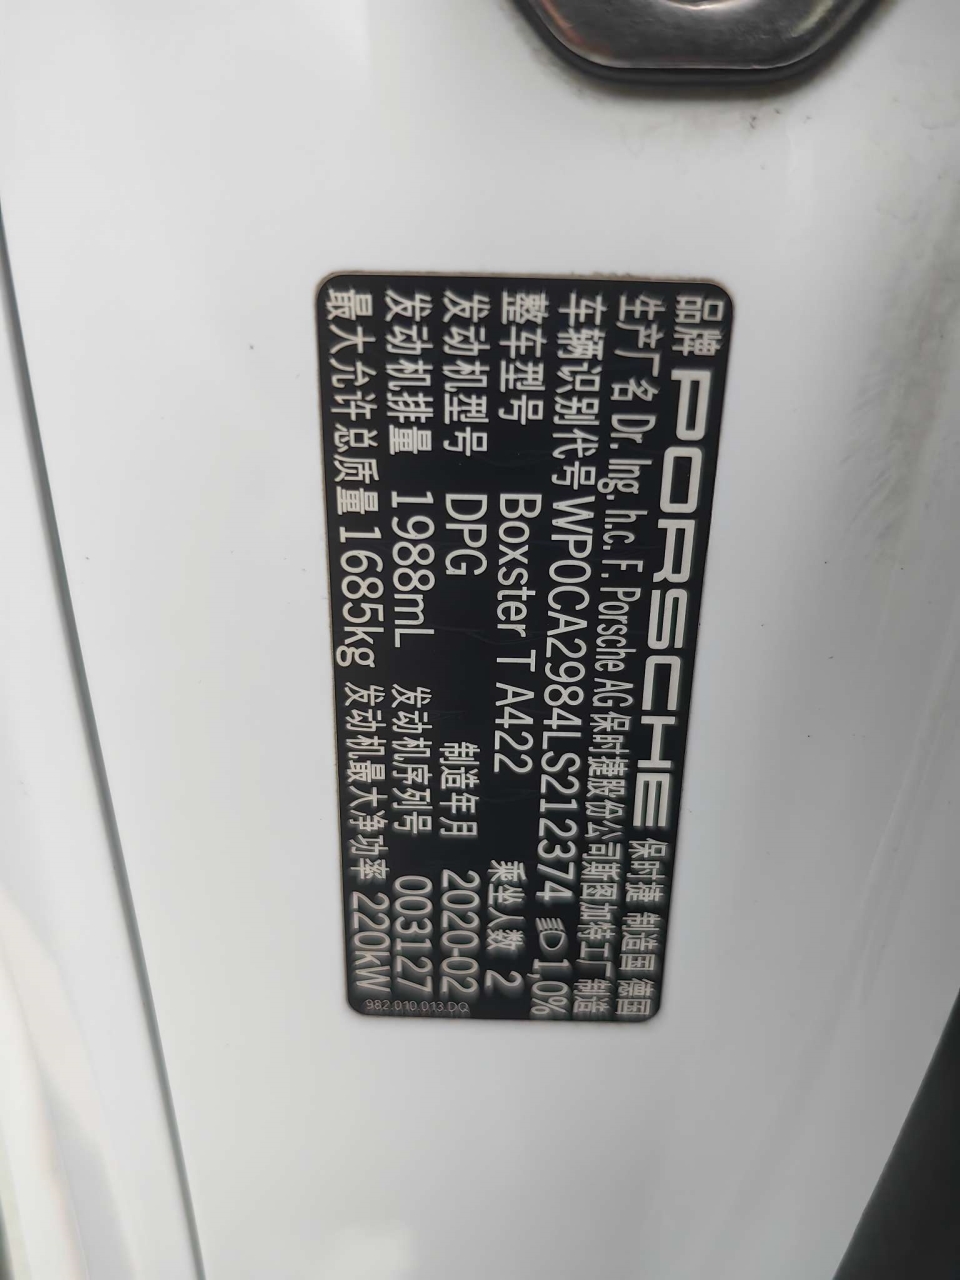 品牌 PORSCHE 保时捷 制造国 德国
生产厂名 Dr. Ing. h.c. F. Porsche AG 保时捷股份公司斯图加特工厂制造
车辆识别代号 WP0CA2984LS212374 1,0%
整车型号 Boxster T A422 乘坐人数 2
发动机型号 DPG 制造年月 2020-02
发动机排量 1988mL 发动机序列号 003127
最大允许总质量 1685kg 发动机最大净功率 220kW
982.010.013.DQ